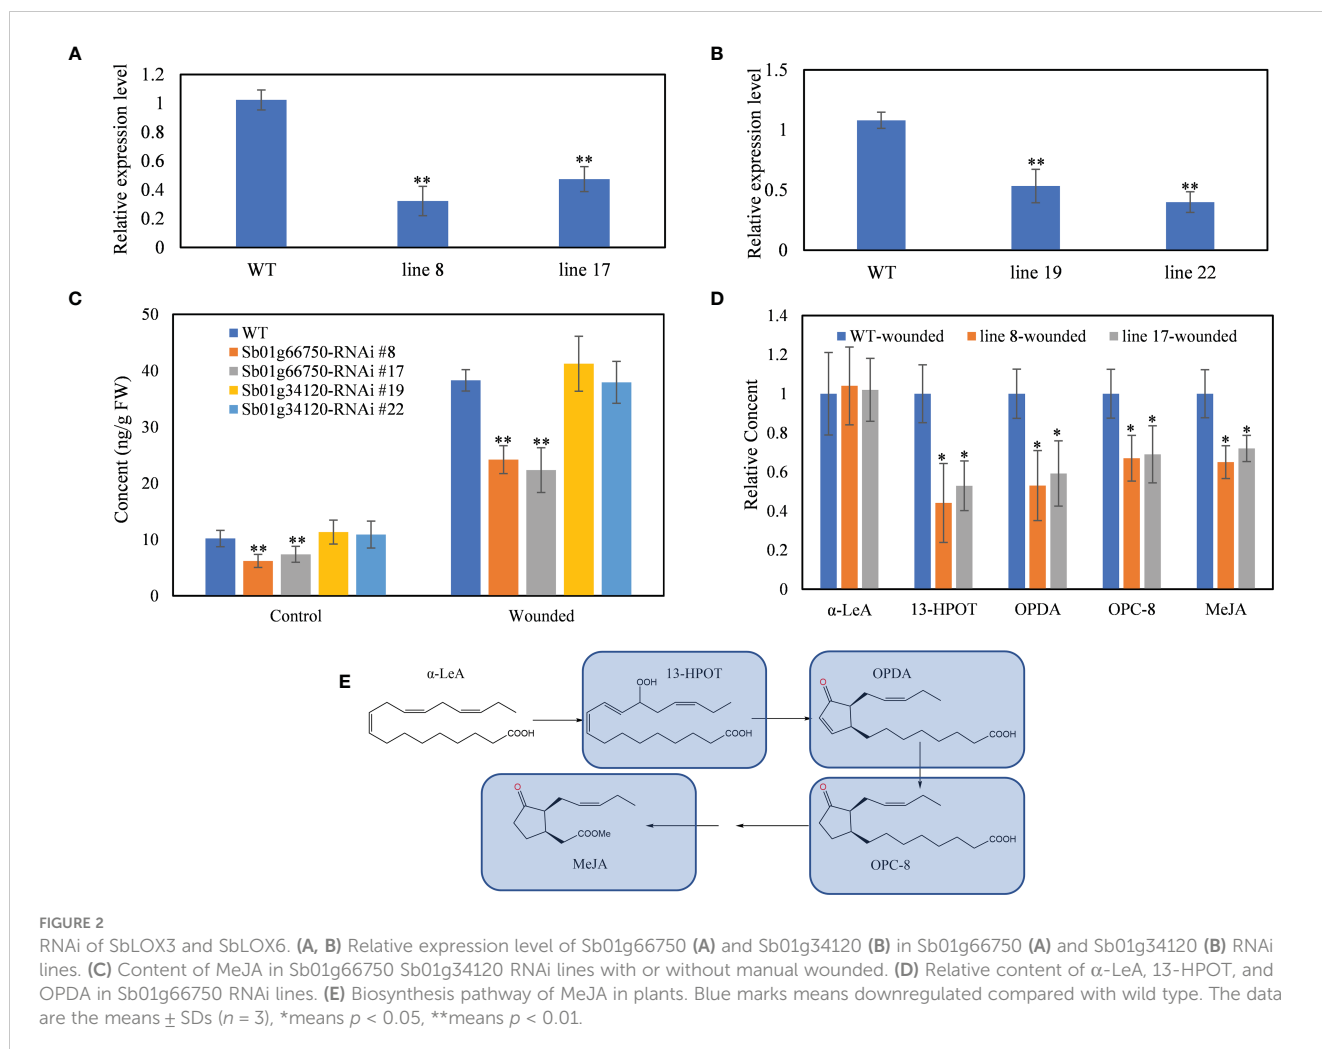 A
Relative expression level
1.2
1
0.8
0.6
0.4
0.2
0
**
**
WT
line 8
line 17
B
Relative expression level
1.5
1
0.5
0
**
**
WT
line 19
line 22
C
Concent (ng/g FW)
50
40
30
20
10
0
WT
Sb01g66750-RNAi #8
Sb01g66750-RNAi #17
Sb01g34120-RNAi #19
Sb01g34120-RNAi #22
**
**
**
**
Control
Wounded
D
Relative Concent
1.4
1.2
1
0.8
0.6
0.4
0.2
0
WT-wounded
line 8-wounded
line 17-wounded
*
*
*
*
*
*
*
*
α-LeA
13-HPOT
OPDA
OPC-8
MeJA
E
α-LeA
COOH
13-HPOT
OOH
COOH
OPDA
O
COOH
O
COOMe
MeJA
O
COOH
OPC-8
FIGURE 2
RNAi of SbLOX3 and SbLOX6. (A, B) Relative expression level of Sb01g66750 (A) and Sb01g34120 (B) in Sb01g66750 (A) and Sb01g34120 (B) RNAi
lines. (C) Content of MeJA in Sb01g66750 Sb01g34120 RNAi lines with or without manual wounded. (D) Relative content of α-LeA, 13-HPOT, and
OPDA in Sb01g66750 RNAi lines. (E) Biosynthesis pathway of MeJA in plants. Blue marks means downregulated compared with wild type. The data
are the means ± SDs (n = 3), *means p < 0.05, **means p < 0.01.